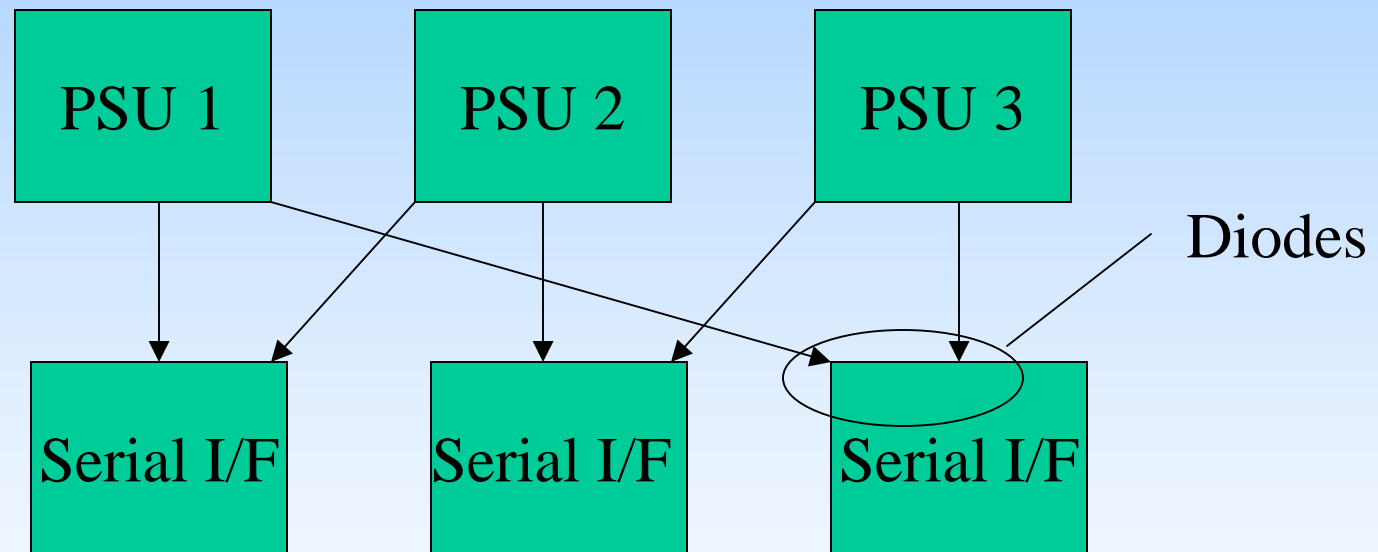 PSU 1
PSU 2
PSU 3
Diodes
Serial I/F
Serial I/F
Serial I/F